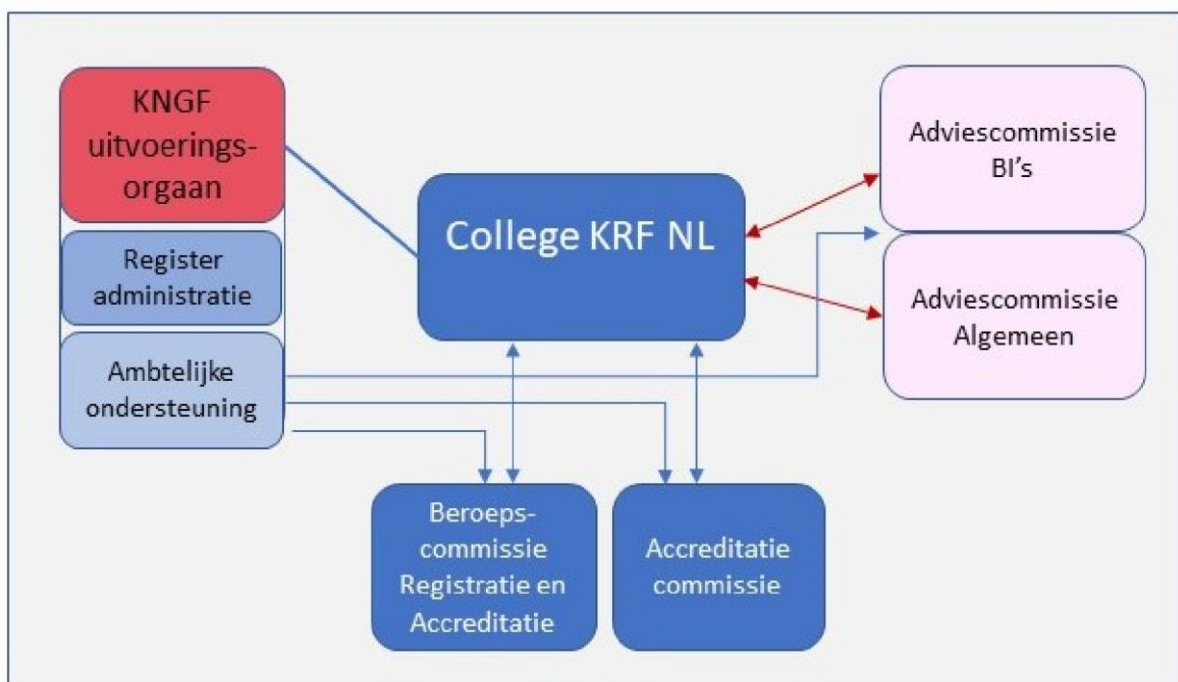 KNGF
uitvoerings-
orgaan
Register
administratie
Ambtelijke
ondersteuning
College KRF NL
Adviescommissie
BI's
Adviescommissie
Algemeen
Beroeps-
commissie
Registratie en
Accreditatie
Accreditatie
commissie